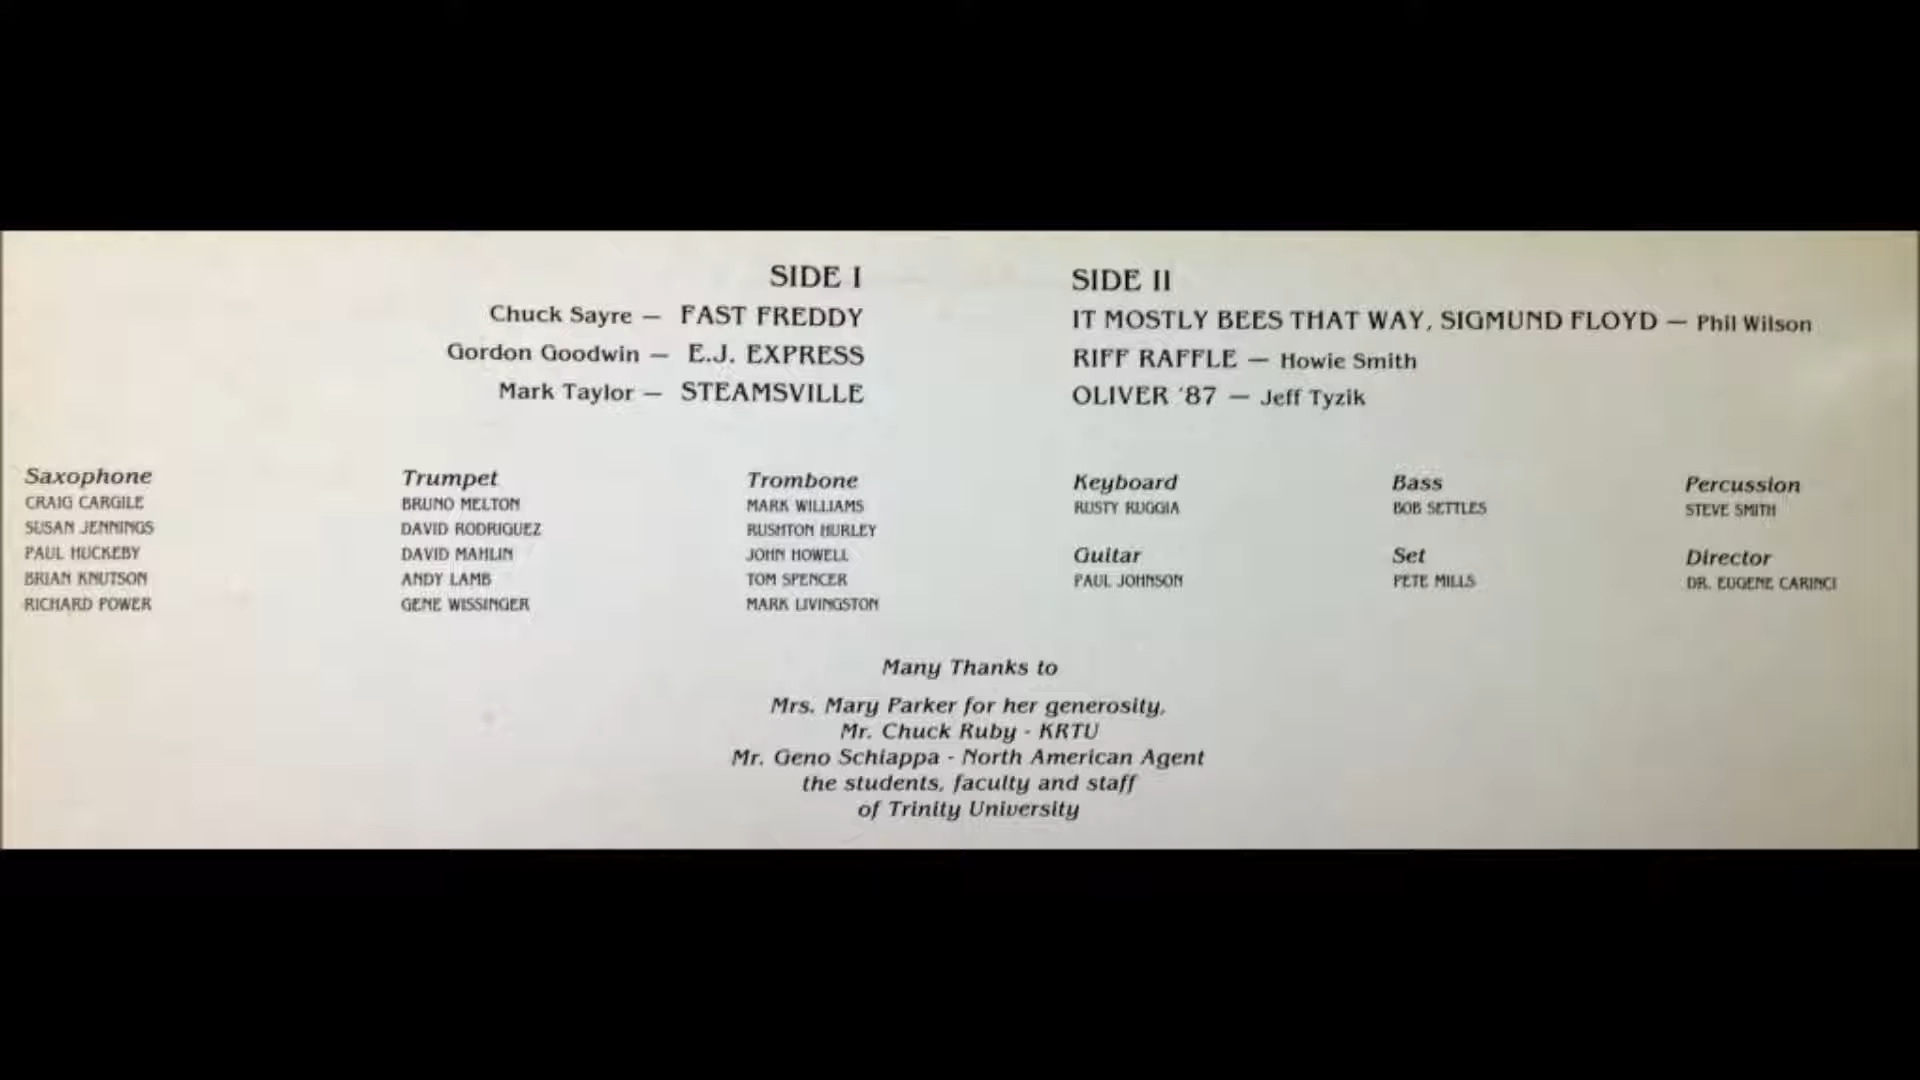 SIDE I
Chuck Sayre — FAST FREDDY
Gordon Goodwin — E.J. EXPRESS
Mark Taylor — STEAMSVILLE
SIDE II
IT MOSTLY BEES THAT WAY, SIGMUND FLOYD — Phil Wilson
RIFF RAFFLE — Howie Smith
OLIVER '87 — Jeff Tyzik
Saxophone
CRAIG CARGILE
SUSAN JENNINGS
PAUL HUCKEBY
BRIAN KNUTSON
RICHARD POWER
Trumpet
BRUNO MELTON
DAVID RODRIGUEZ
DAVID MAHLIN
ANDY LAMB
GENE WISSINGER
Trombone
MARK WILLIAMS
RUSHTON HURLEY
JOHN HOWELL
TOM SPENCER
MARK LIVINGSTON
Keyboard
RUSTY RUGGIA
Guitar
PAUL JOHNSON
Bass
BOB SETTLES
Set
PETE MILLS
Percussion
STEVE SMITH
Director
DR. EUGENE CARINCI
Many Thanks to
Mrs. Mary Parker for her generosity,
Mr. Chuck Ruby - KRTU
Mr. Geno Schiappa - North American Agent
the students, faculty and staff
of Trinity University